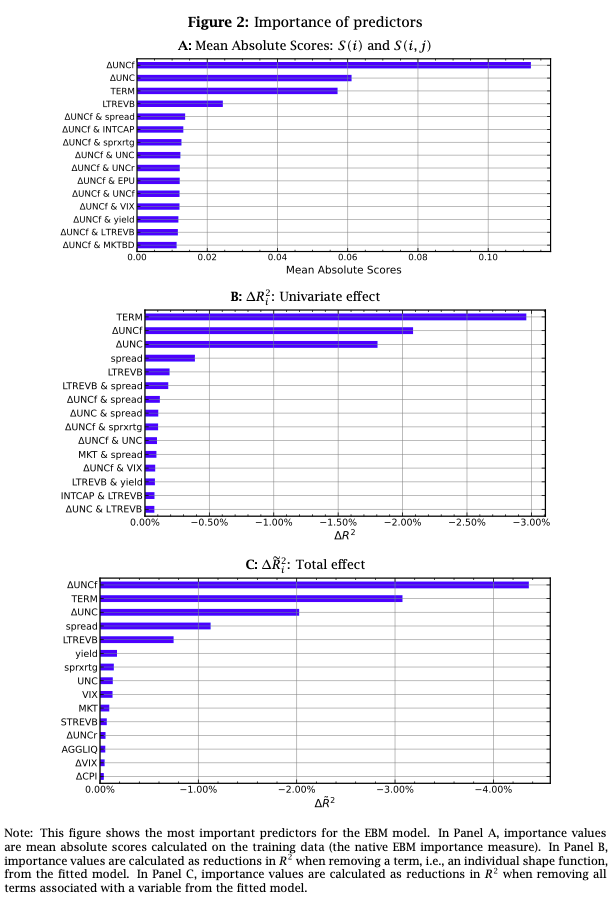 Figure 2: Importance of predictors
A: Mean Absolute Scores: S(i) and S(i, j)
ΔUNCf
ΔUNC
TERM
LTREVB
ΔUNCf & spread
ΔUNCf & INTCAP
ΔUNCf & sprxrtg
ΔUNCf & UNC
ΔUNCf & UNCr
ΔUNCf & EPU
ΔUNCf & UNCf
ΔUNCf & VIX
ΔUNCf & yield
ΔUNCf & LTREVB
ΔUNCf & MKTBD
0.00 0.02 0.04 0.06 0.08 0.10
Mean Absolute Scores
B: ΔR²ᵢ: Univariate effect
TERM
ΔUNCf
ΔUNC
spread
LTREVB
LTREVB & spread
ΔUNCf & spread
ΔUNC & spread
ΔUNCf & sprxrtg
ΔUNCf & UNC
MKT & spread
ΔUNCf & VIX
LTREVB & yield
INTCAP & LTREVB
ΔUNC & LTREVB
0.00% −0.50% −1.00% −1.50% −2.00% −2.50% −3.00%
ΔR²
C: ΔR̃²ᵢ: Total effect
ΔUNCf
TERM
ΔUNC
spread
LTREVB
yield
sprxrtg
UNC
VIX
MKT
STREVB
ΔUNCr
AGGLIQ
ΔVIX
ΔCPI
0.00% −1.00% −2.00% −3.00% −4.00%
ΔR̃²
Note: This figure shows the most important predictors for the EBM model. In Panel A, importance values
are mean absolute scores calculated on the training data (the native EBM importance measure). In Panel B,
importance values are calculated as reductions in R² when removing a term, i.e., an individual shape function,
from the fitted model. In Panel C, importance values are calculated as reductions in R² when removing all
terms associated with a variable from the fitted model.